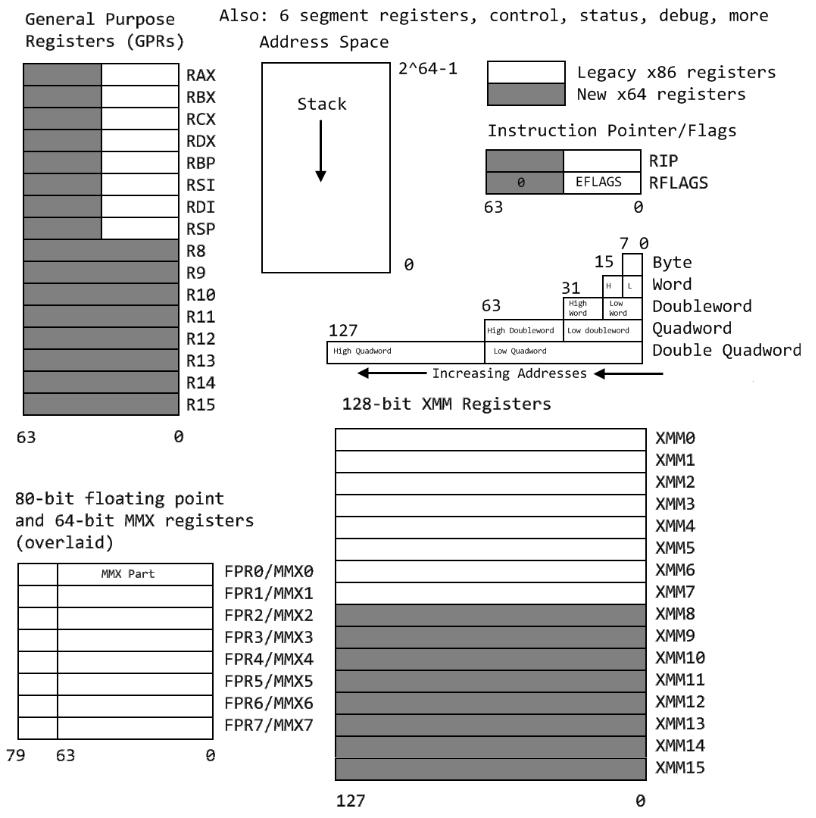 General Purpose
Registers (GPRs)
Also: 6 segment registers, control, status, debug, more
Address Space
RAX
RBX
RCX
RDX
RBP
RSI
RDI
RSP
R8
R9
R10
R11
R12
R13
R14
R15
63 0
2^64-1
Stack
0
Legacy x86 registers
New x64 registers
Instruction Pointer/Flags
RIP
0 EFLAGS RFLAGS
63 0
7 0
15 Byte
H L Word
31 High Word Low Word Doubleword
63 High Doubleword Low doubleword Quadword
127 High Quadword Low Quadword Double Quadword
Increasing Addresses
128-bit XMM Registers
XMM0
XMM1
XMM2
XMM3
XMM4
XMM5
XMM6
XMM7
XMM8
XMM9
XMM10
XMM11
XMM12
XMM13
XMM14
XMM15
127 0
80-bit floating point
and 64-bit MMX registers
(overlaid)
MMX Part FPR0/MMX0
FPR1/MMX1
FPR2/MMX2
FPR3/MMX3
FPR4/MMX4
FPR5/MMX5
FPR6/MMX6
FPR7/MMX7
79 63 0